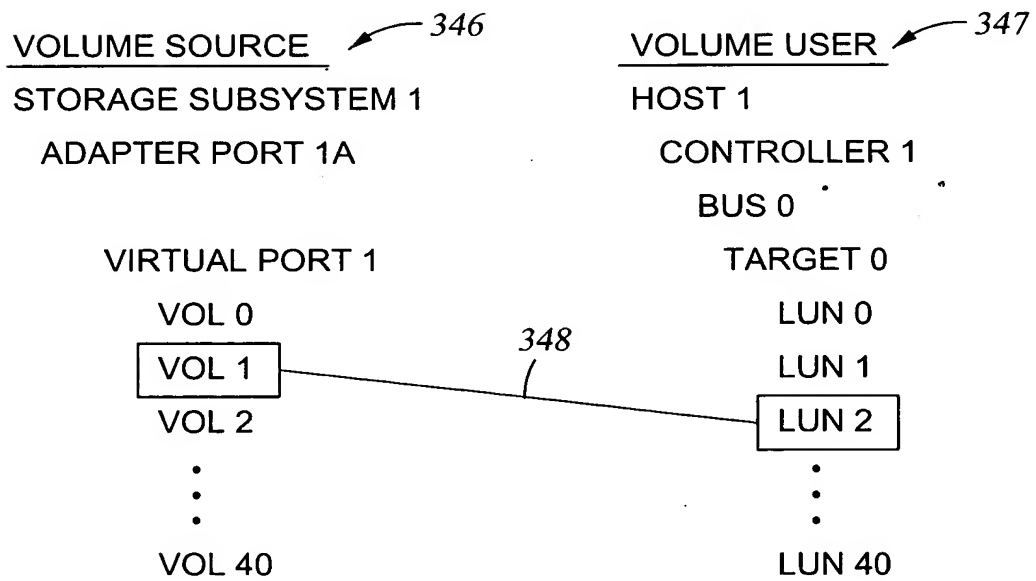 VOLUME SOURCE
346
STORAGE SUBSYSTEM 1
ADAPTER PORT 1A
VIRTUAL PORT 1
VOL 0
VOL 1
VOL 2
VOL 40
348
VOLUME USER
347
HOST 1
CONTROLLER 1
BUS 0
TARGET 0
LUN 0
LUN 1
LUN 2
LUN 40